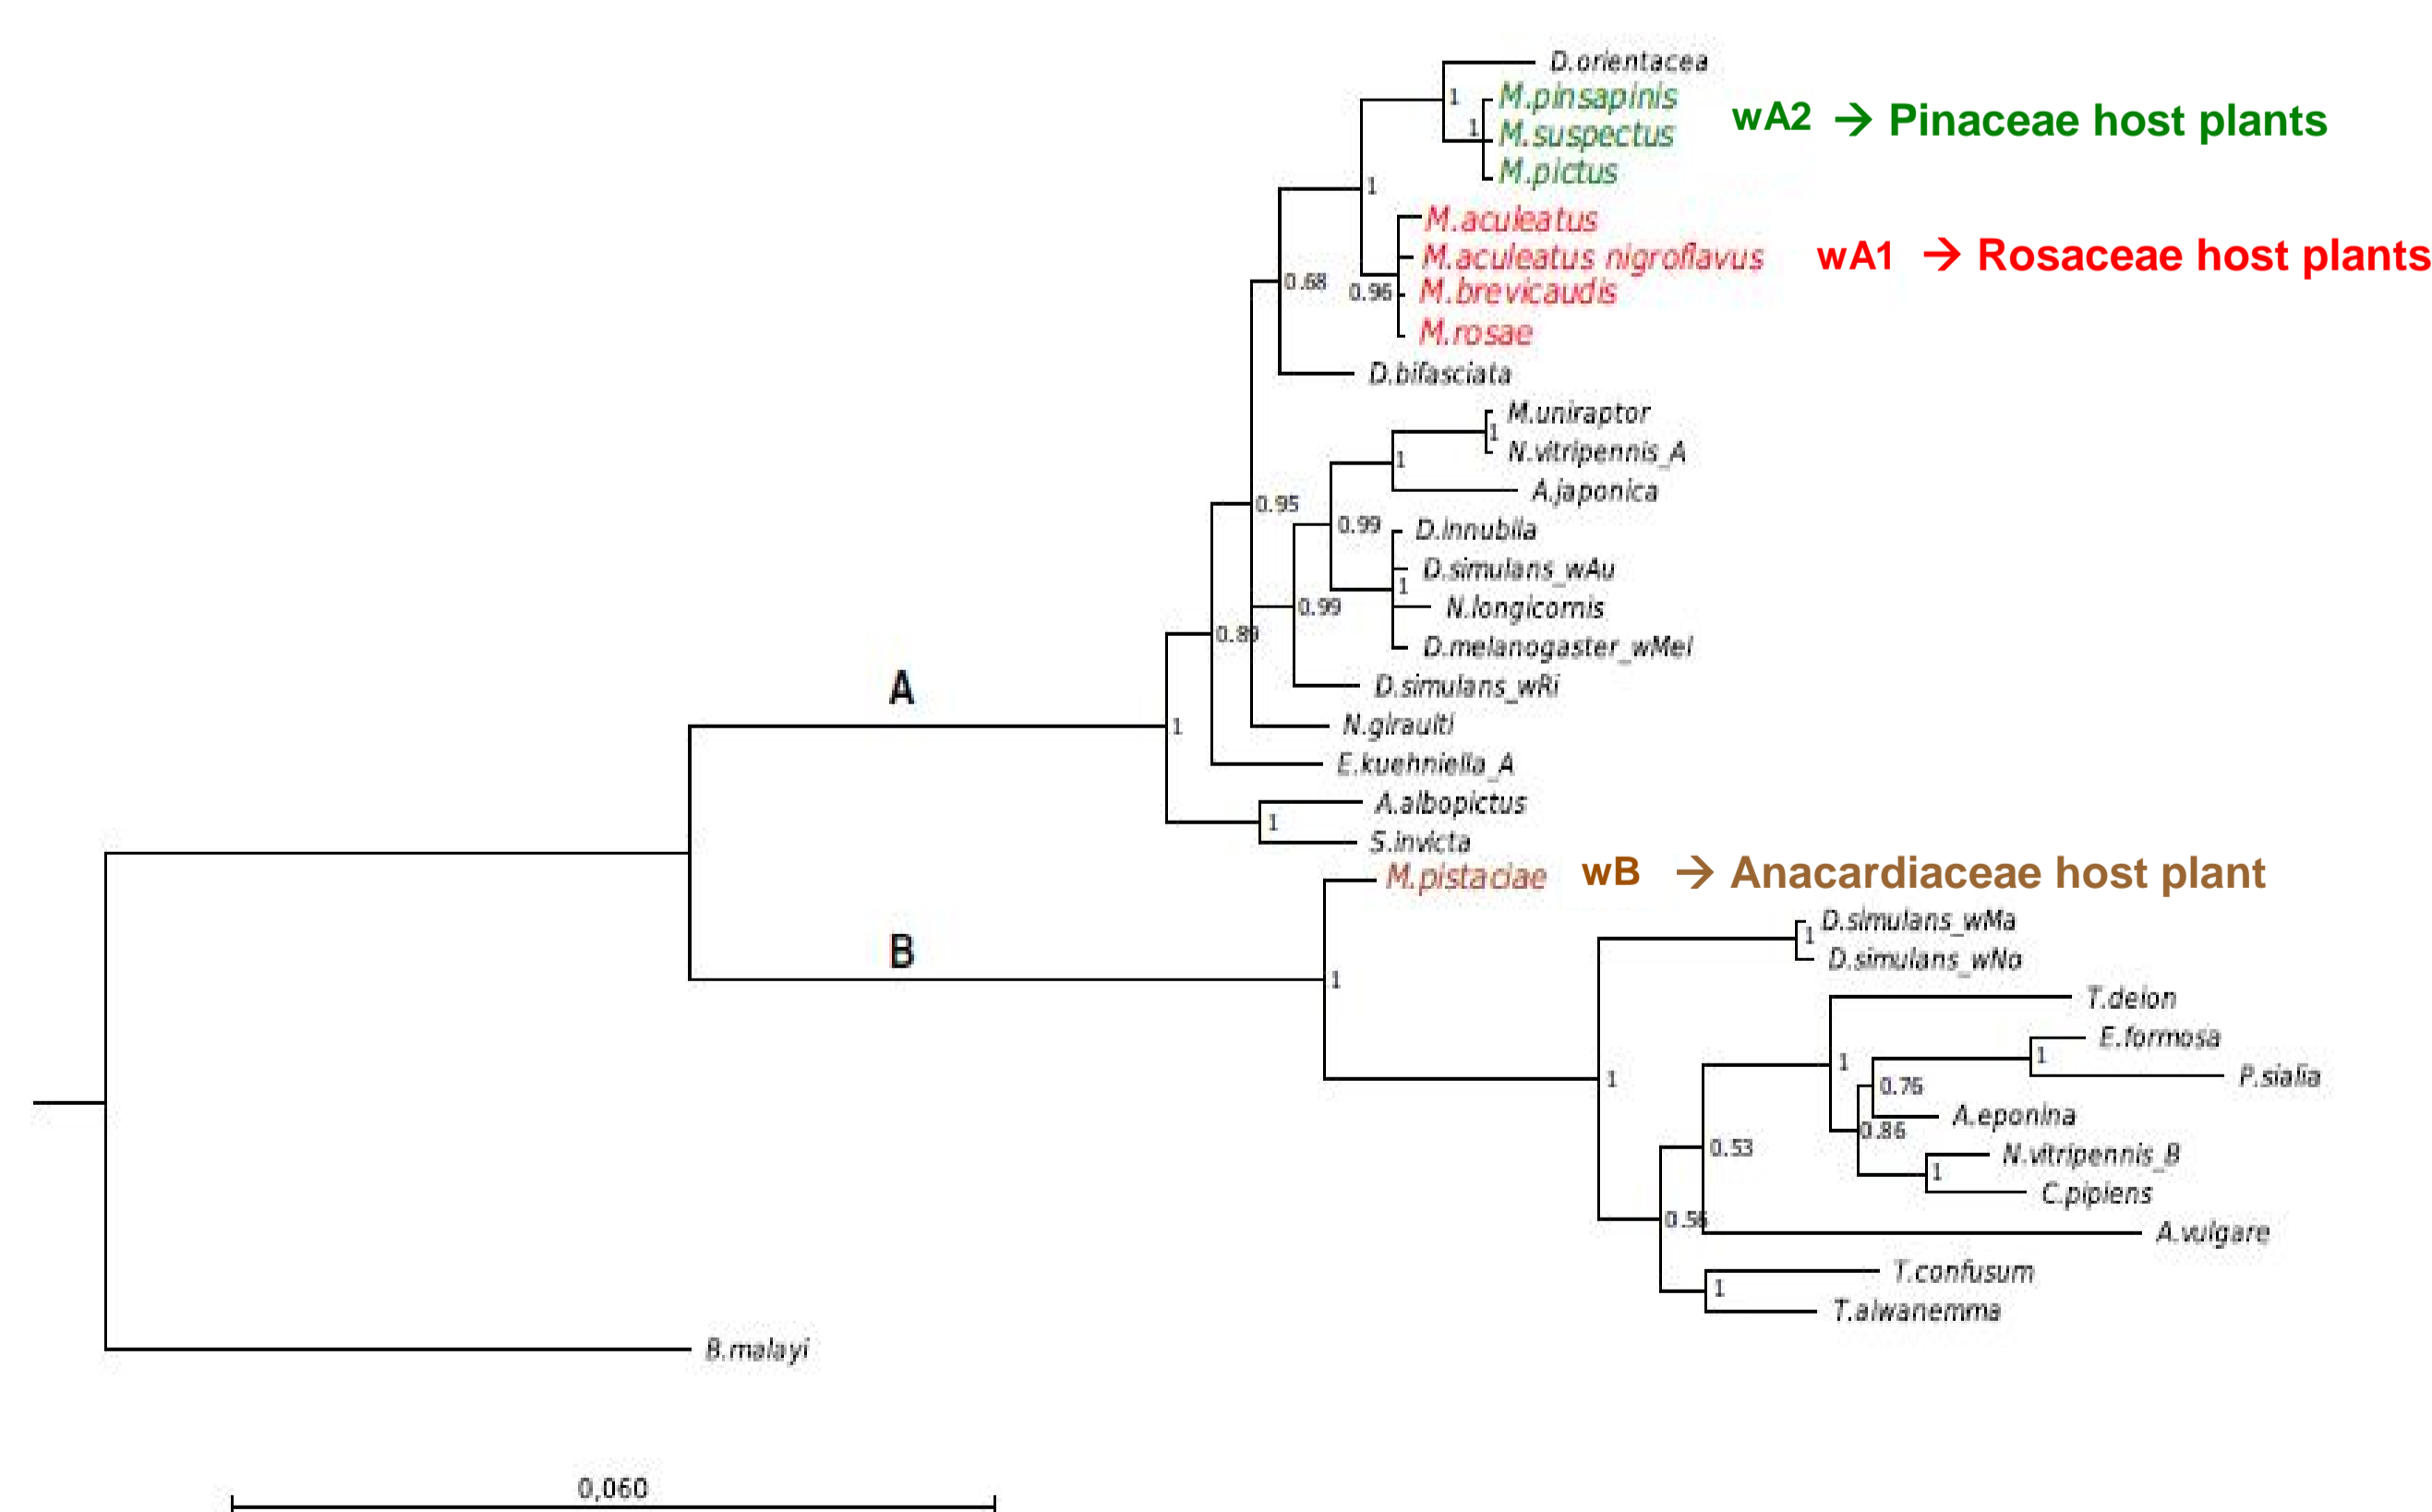 D.orientacea
1 M.pinsapinis
wA2 → Pinaceae host plants
1 M.suspectus
M.pictus
1
M.aculeatus
M.aculeatus nigroflavus
wA1 → Rosaceae host plants
0.68
0.96 M.brevicaudis
M.rosae
D.bifasciata
M.uniraptor
1
N.vitripennis_A
1
A.japonica
0.95
0.99 D.innubila
D.simulans_wAu
1
0.99 N.longicornis
0.89 D.melanogaster_wMel
A
D.simulans_wRi
1 N.giraulti
E.kuehniella_A
A.albopictus
1
S.invicta
M.pistaciae wB → Anacardiaceae host plant
D.simulans_wMa
1
B
D.simulans_wNo
1
T.deion
E.formosa
1
1
P.sialia
1
0.76
A.eponina
0.86
0.53 N.vitripennis_B
1
C.pipiens
0.56
A.vulgare
T.confusum
1
T.alwanemma
B.malayi
0,060